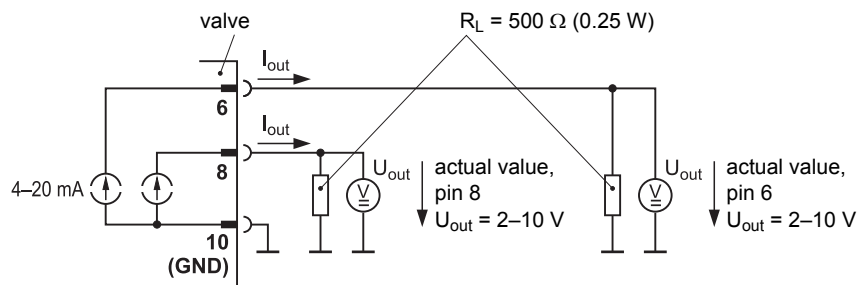 valve
R_L = 500 Ω (0.25 W)
I_out
6
I_out
8
4–20 mA
V
U_out
actual value,
pin 8
U_out = 2–10 V
V
U_out
actual value,
pin 6
U_out = 2–10 V
10
(GND)